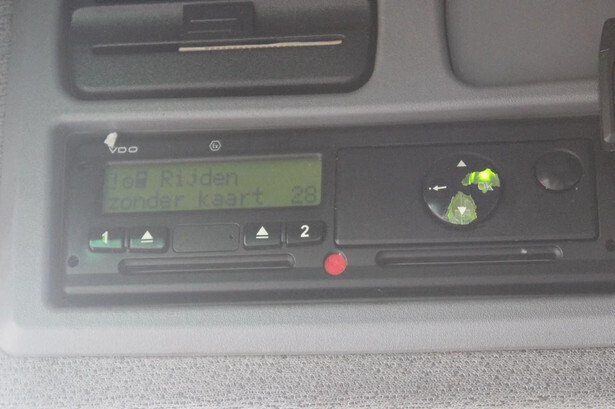 VDO
Rijden
zonder kaart 28
1 2